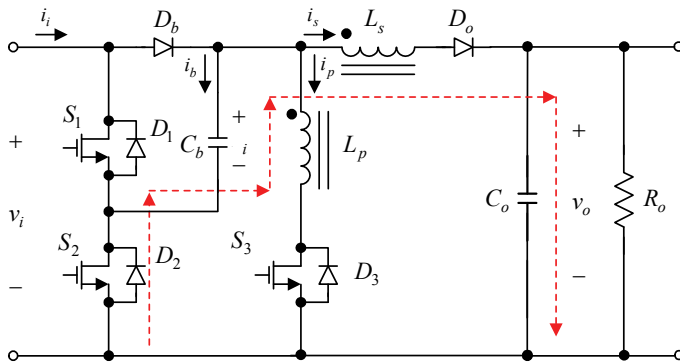 i_i
D_b
i_s
L_s
D_o
i_b
i_p
S_1
D_1
+
C_b
−
i
L_p
+
v_i
−
S_2
D_2
S_3
D_3
C_o
+
v_o
−
R_o